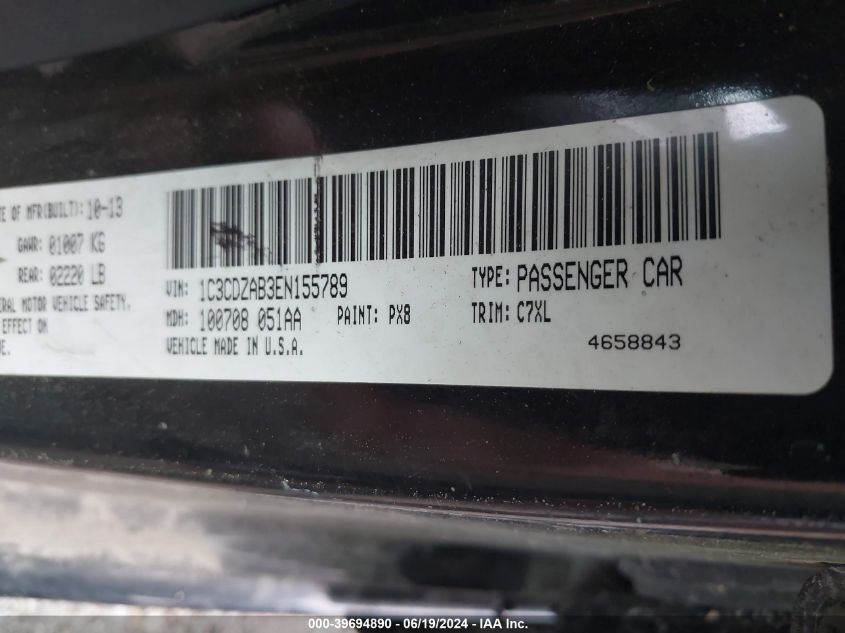 TE OF MFR(BUILT): 10-13
GAWR: 01007 KG
REAR: 02220 LB
ERAL MOTOR VEHICLE SAFETY,
EFFECT ON
VE.
VIN: 1C3CDZAB3EN155789 TYPE: PASSENGER CAR
MDH: 100708 051AA PAINT: PX8 TRIM: C7XL
VEHICLE MADE IN U.S.A. 4658843
000-39694890 - 06/19/2024 - IAA Inc.